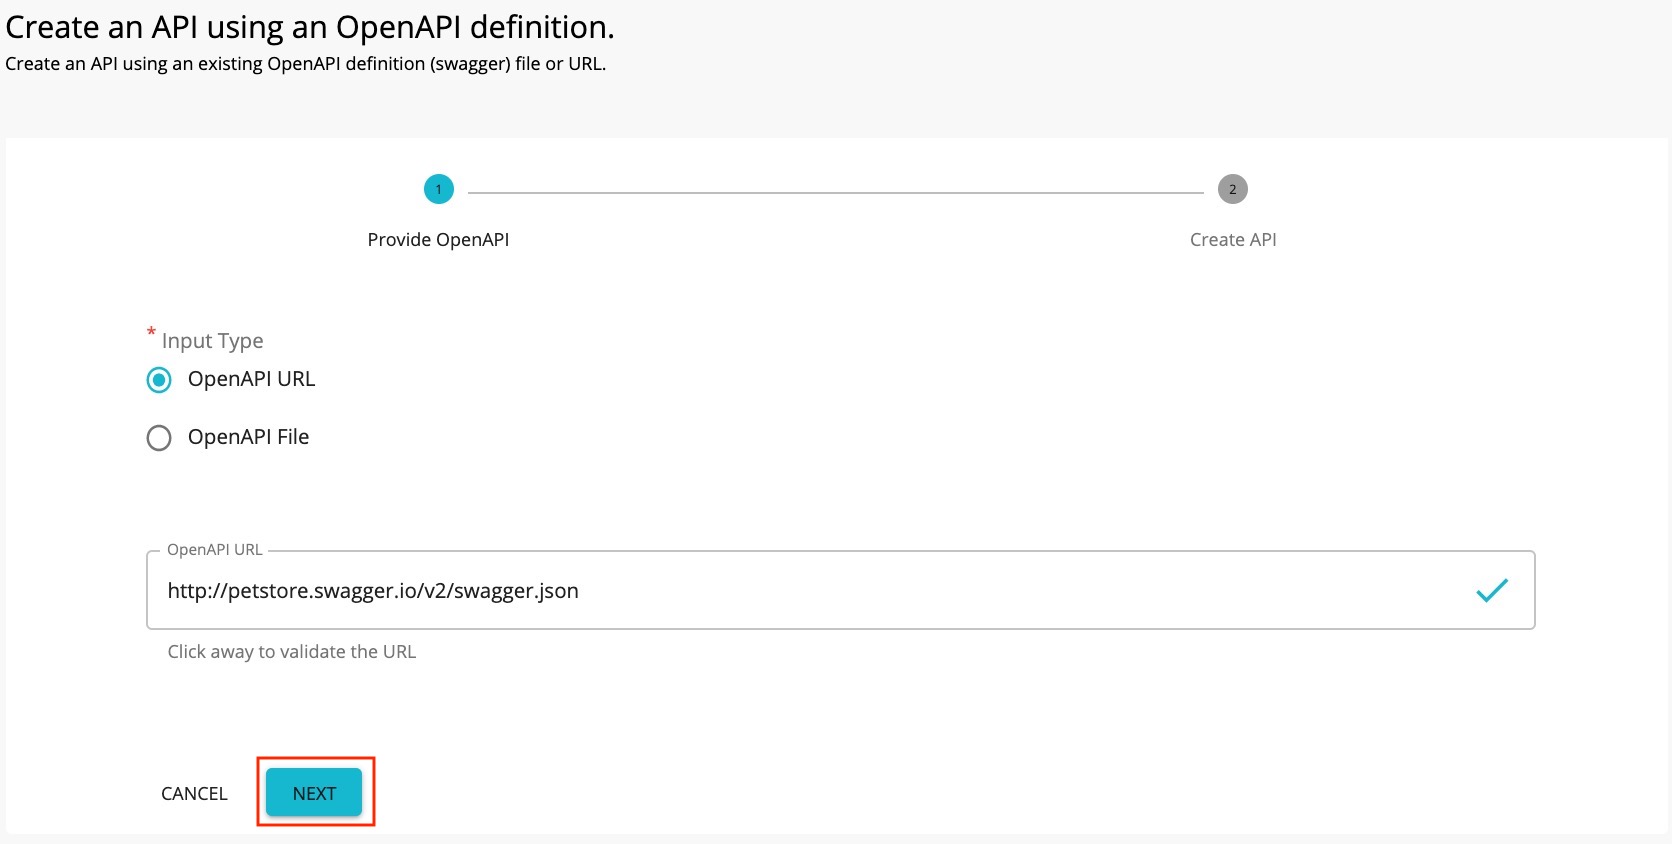 Create an API using an OpenAPI definition.
Create an API using an existing OpenAPI definition (swagger) file or URL.
1
2
Provide OpenAPI
Create API
* Input Type
OpenAPI URL
OpenAPI File
OpenAPI URL
http://petstore.swagger.io/v2/swagger.json
Click away to validate the URL
CANCEL
NEXT